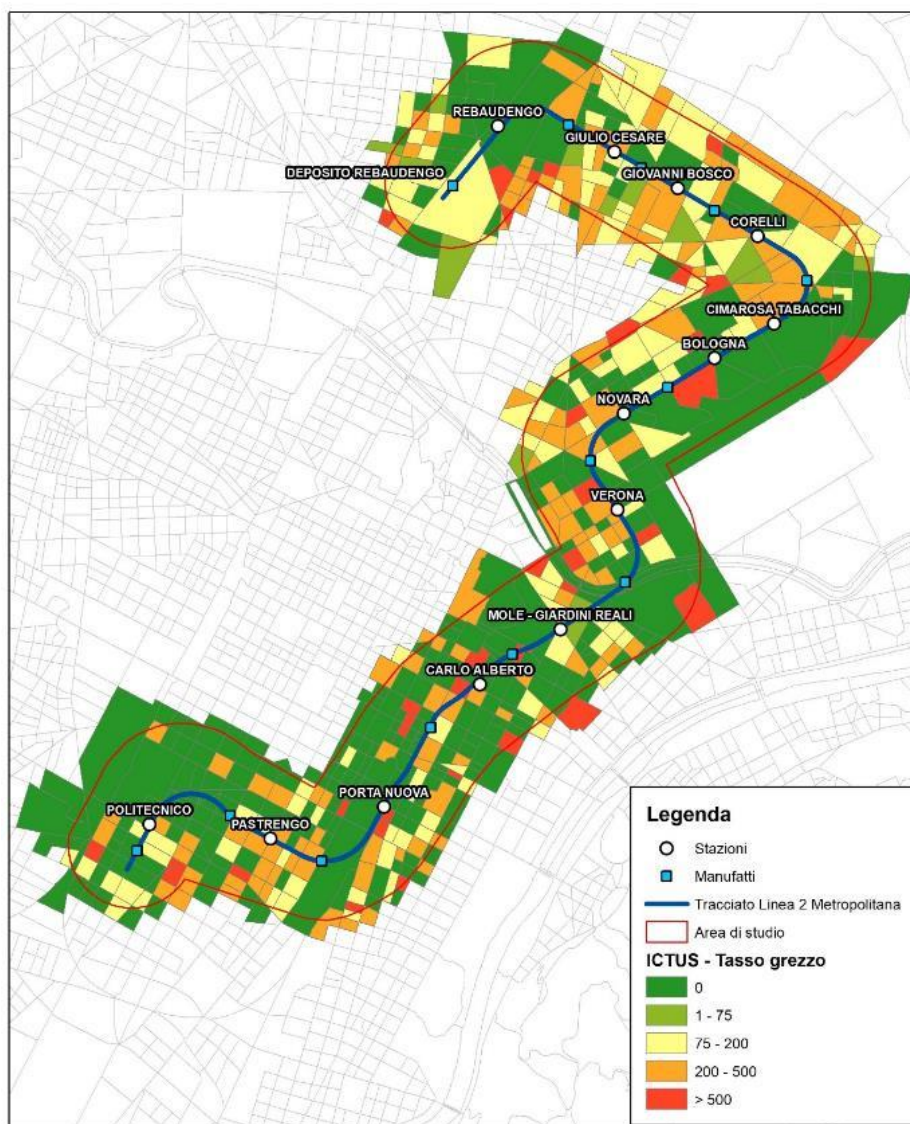 REBAUDENGO
GIULIO CESARE
DEPOSITO REBAUDENGO
GIOVANNI BOSCO
CORELLI
CIMAROSA TABACCHI
BOLOGNA
NOVARA
VERONA
MOLE - GIARDINI REALI
CARLO ALBERTO
PORTA NUOVA
POLITECNICO
PASTRENGO
Legenda
Stazioni
Manufatti
Tracciato Linea 2 Metropolitana
Area di studio
ICTUS - Tasso grezzo
0
1 - 75
75 - 200
200 - 500
> 500